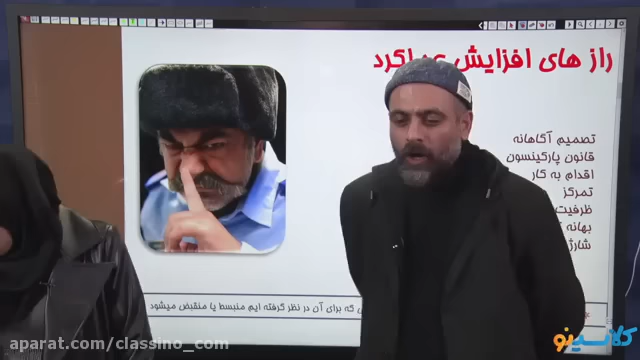 راز های افزایش
تصمیم آگاهانه
قانون پارکینسون
اقدام به کار
تمرکز
ظرفیت
بهانه
شارژ
که برای آن در نظر گرفته ایم منبسط یا منقبض میشود
کلاسینو
aparat.com/classino_com